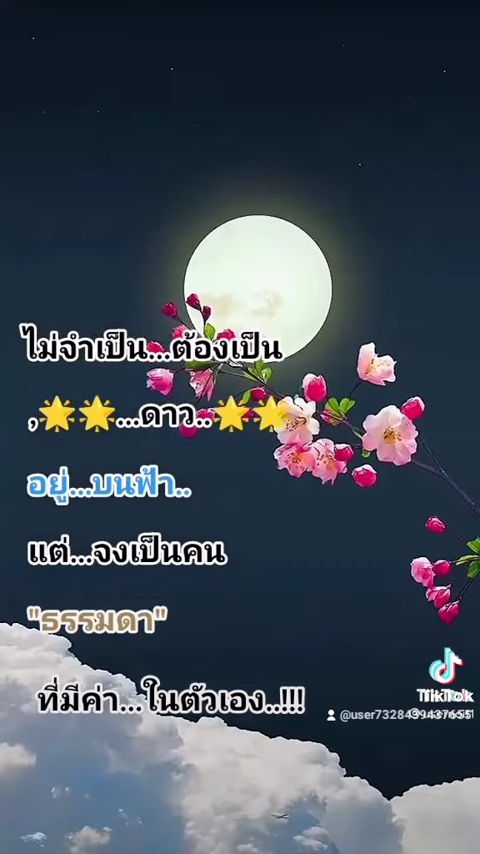 ไม่จำเป็น...ต้องเป็น
,🌟🌟...ดาว..🌟🌟
อยู่...บนฟ้า..
แต่...จงเป็นคน
"ธรรมดา"
ที่มีค่า...ในตัวเอง..!!!
TikTok